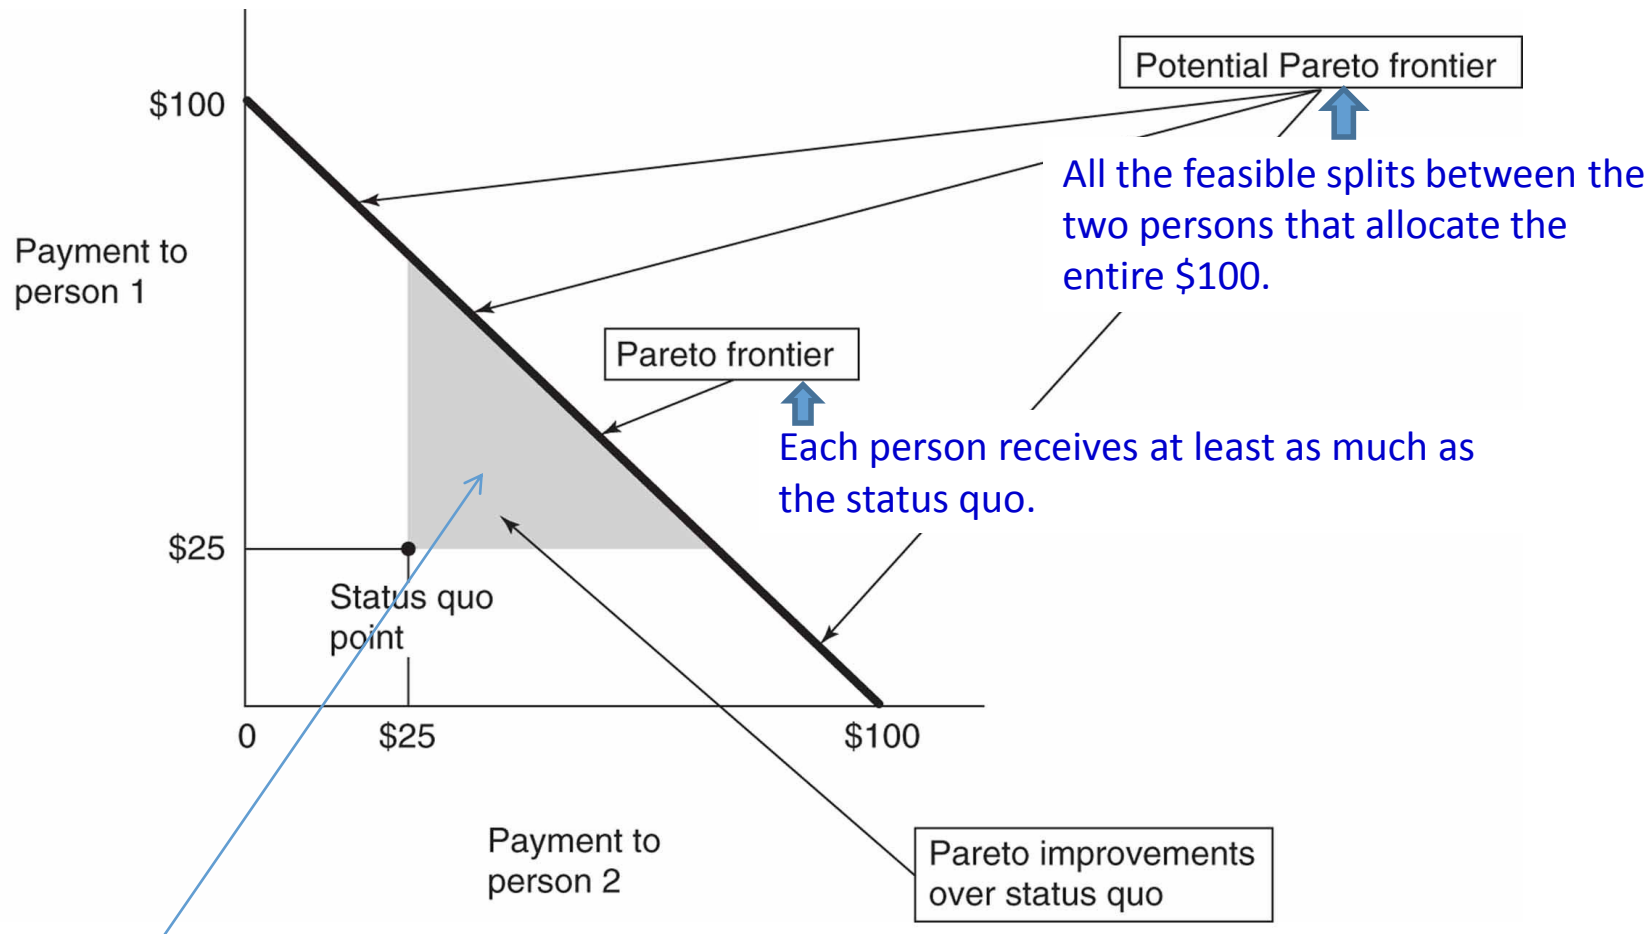 Potential Pareto frontier
$100
All the feasible splits between the
two persons that allocate the
entire $100.
Payment to
person 1
Pareto frontier
Each person receives at least as much as
the status quo.
$25
Status quo
point
0
$25
$100
Payment to
person 2
Pareto improvements
over status quo